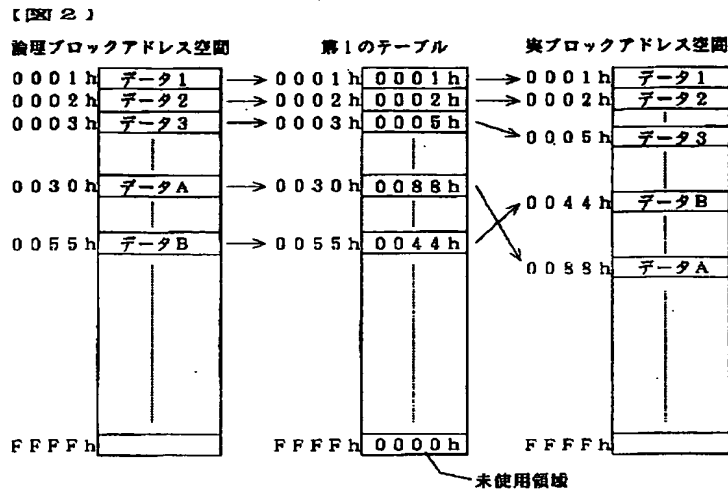 【図２】
論理ブロックアドレス空間 第１のテーブル 実ブロックアドレス空間
０００１ｈ データ１ ０００１ｈ ０００１ｈ ０００１ｈ データ１
０００２ｈ データ２ ０００２ｈ ０００２ｈ ０００２ｈ データ２
０００３ｈ データ３ ０００３ｈ ０００５ｈ
０００５ｈ データ３
００３０ｈ データＡ ００３０ｈ ００８８ｈ
００４４ｈ データＢ
００５５ｈ データＢ ００５５ｈ ００４４ｈ
００８８ｈ データＡ
ＦＦＦＦｈ ＦＦＦＦｈ ００００ｈ ＦＦＦＦｈ
未使用領域